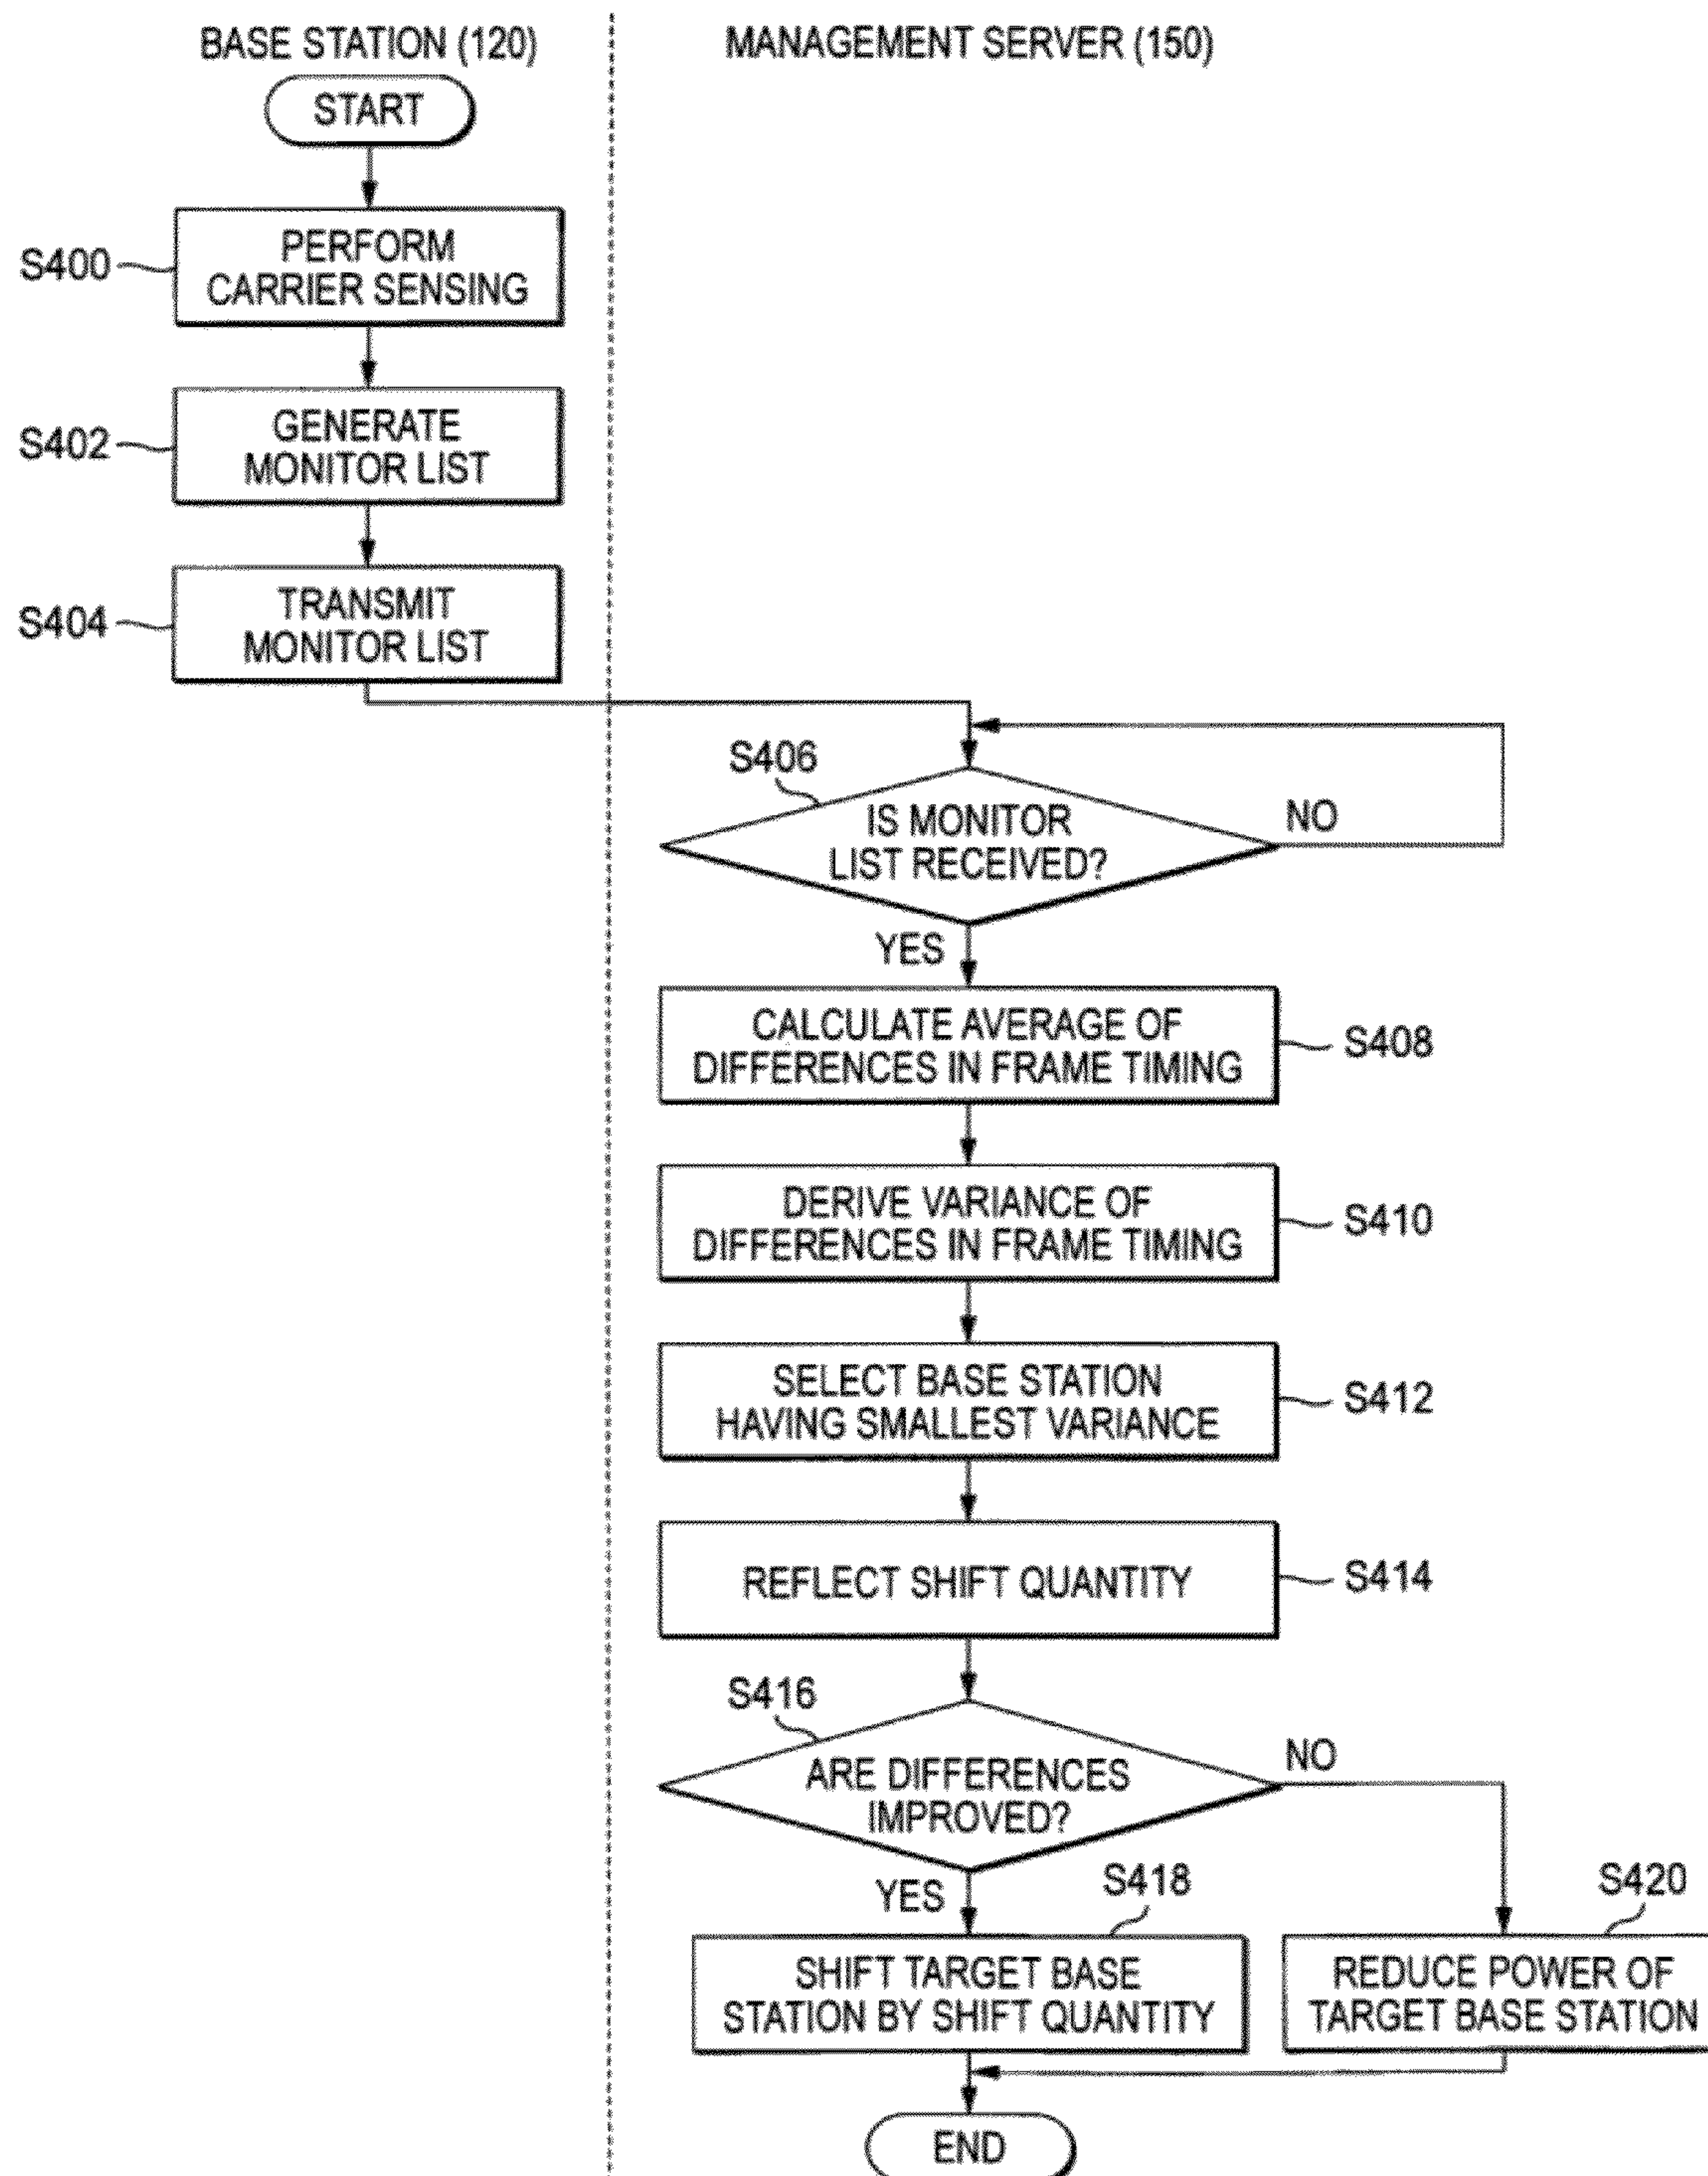 BASE STATION (120)
MANAGEMENT SERVER (150)
START
S400
PERFORM
CARRIER SENSING
S402
GENERATE
MONITOR LIST
S404
TRANSMIT
MONITOR LIST
S406
IS MONITOR
LIST RECEIVED?
NO
YES
CALCULATE AVERAGE OF
DIFFERENCES IN FRAME TIMING
S408
DERIVE VARIANCE OF
DIFFERENCES IN FRAME TIMING
S410
SELECT BASE STATION
HAVING SMALLEST VARIANCE
S412
REFLECT SHIFT QUANTITY
S414
S416
ARE DIFFERENCES
IMPROVED?
NO
YES
S418
SHIFT TARGET BASE
STATION BY SHIFT QUANTITY
S420
REDUCE POWER OF
TARGET BASE STATION
END